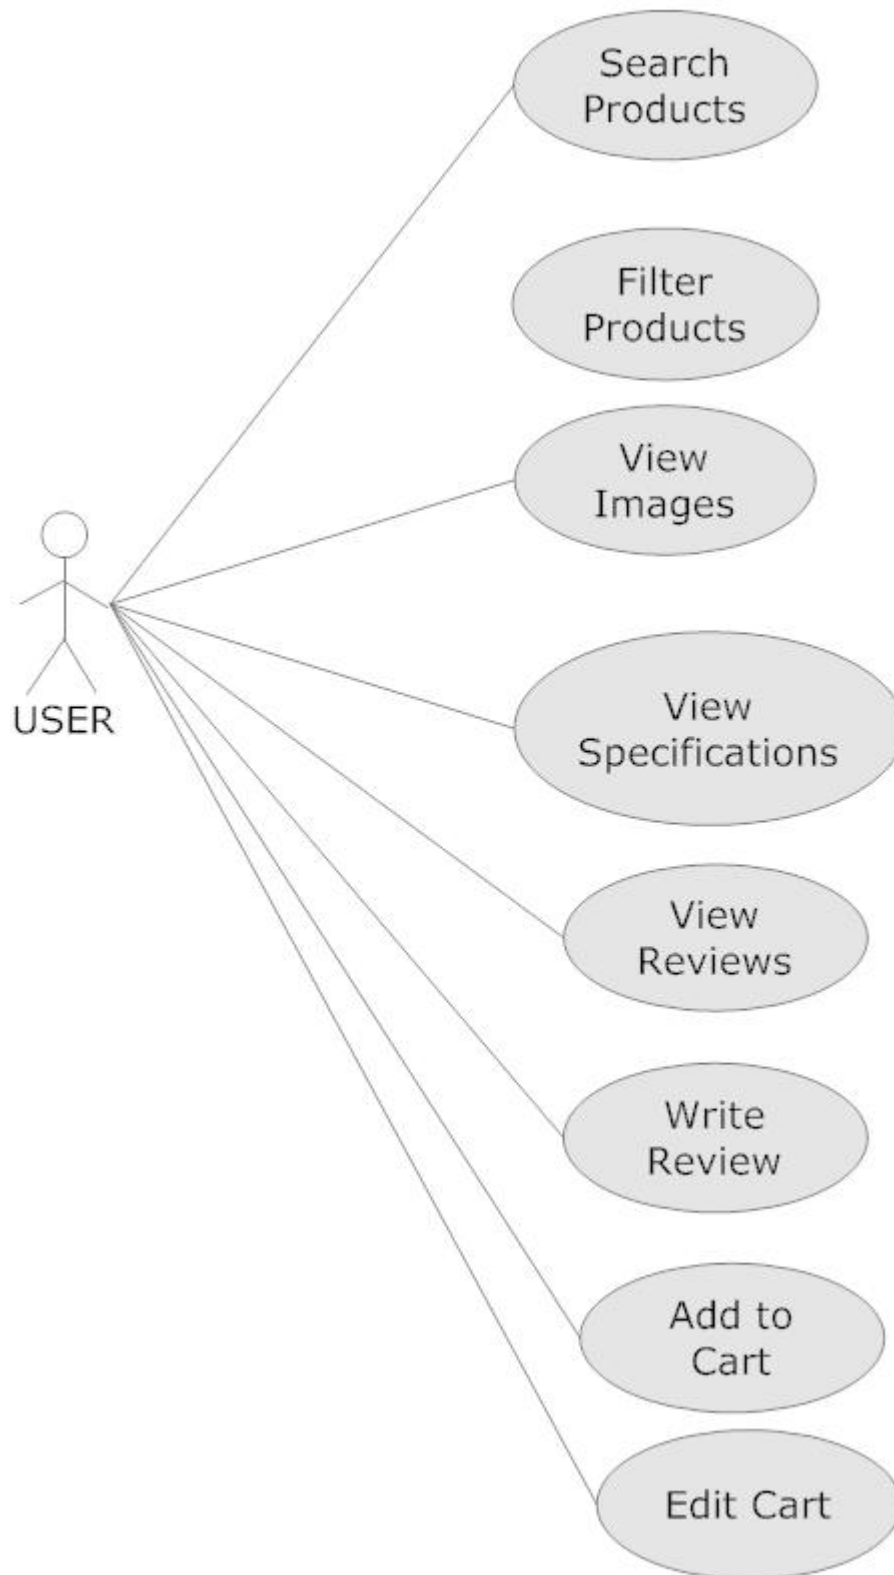 Search
Products
Filter
Products
View
Images
USER
View
Specifications
View
Reviews
Write
Review
Add to
Cart
Edit Cart